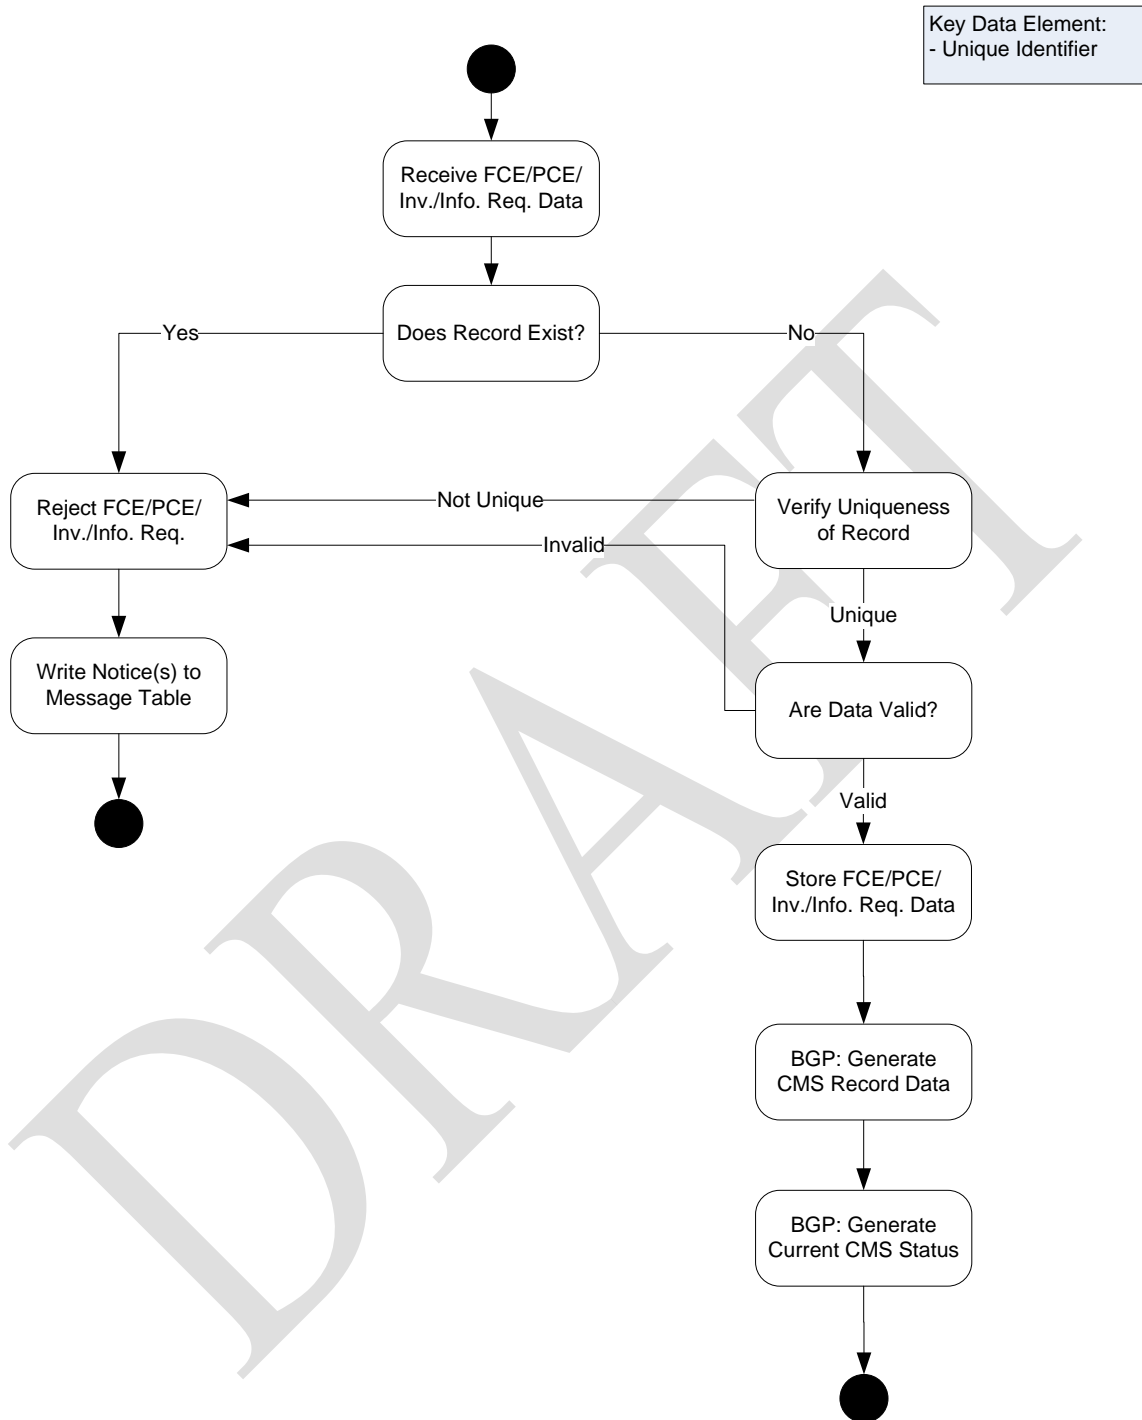 Key Data Element:
- Unique Identifier
Receive FCE/PCE/
Inv./Info. Req. Data
Does Record Exist?
Yes
No
Reject FCE/PCE/
Inv./Info. Req.
Not Unique
Verify Uniqueness
of Record
Invalid
Unique
Write Notice(s) to
Message Table
Are Data Valid?
Valid
Store FCE/PCE/
Inv./Info. Req. Data
BGP: Generate
CMS Record Data
BGP: Generate
Current CMS Status
DRAFT